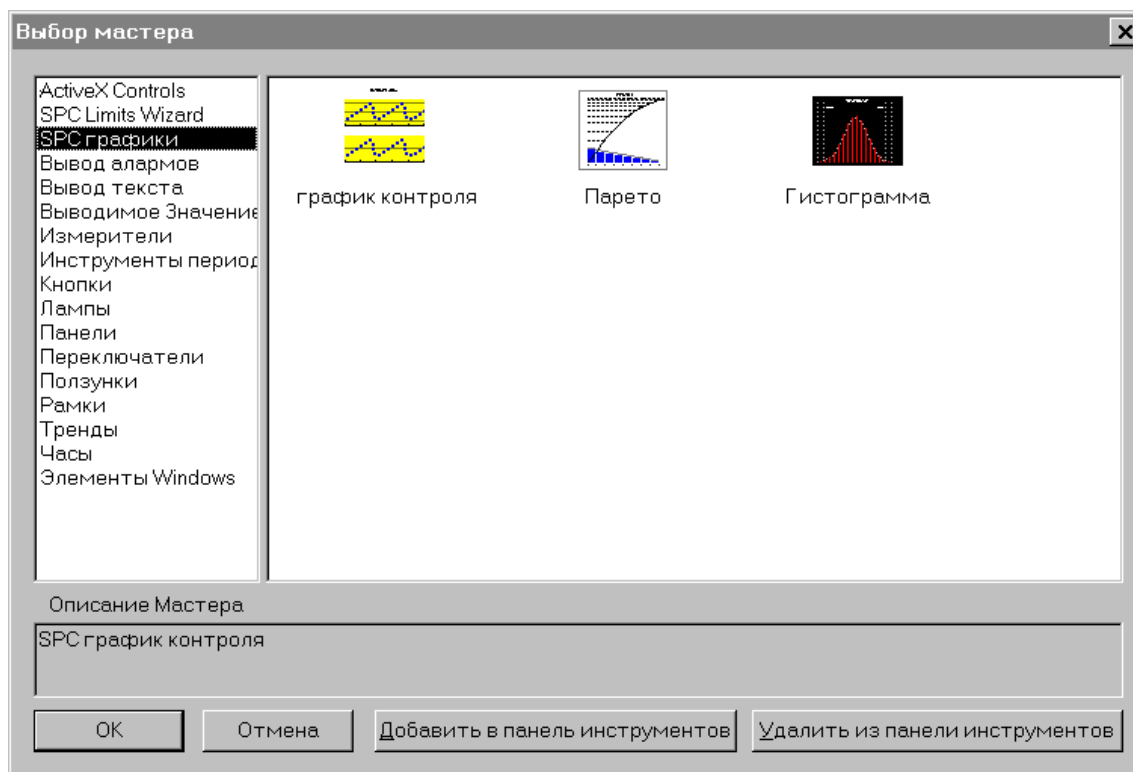 Выбор мастера
ActiveX Controls
SPC Limits Wizard
SPC графики
Вывод алармов
Вывод текста
Выводимое Значение
Измерители
Инструменты период
Кнопки
Лампы
Панели
Переключатели
Ползунки
Рамки
Тренды
Часы
Элементы Windows
график контроля
Парето
Гистограмма
Описание Мастера
SPC график контроля
OK
Отмена
Добавить в панель инструментов
Удалить из панели инструментов